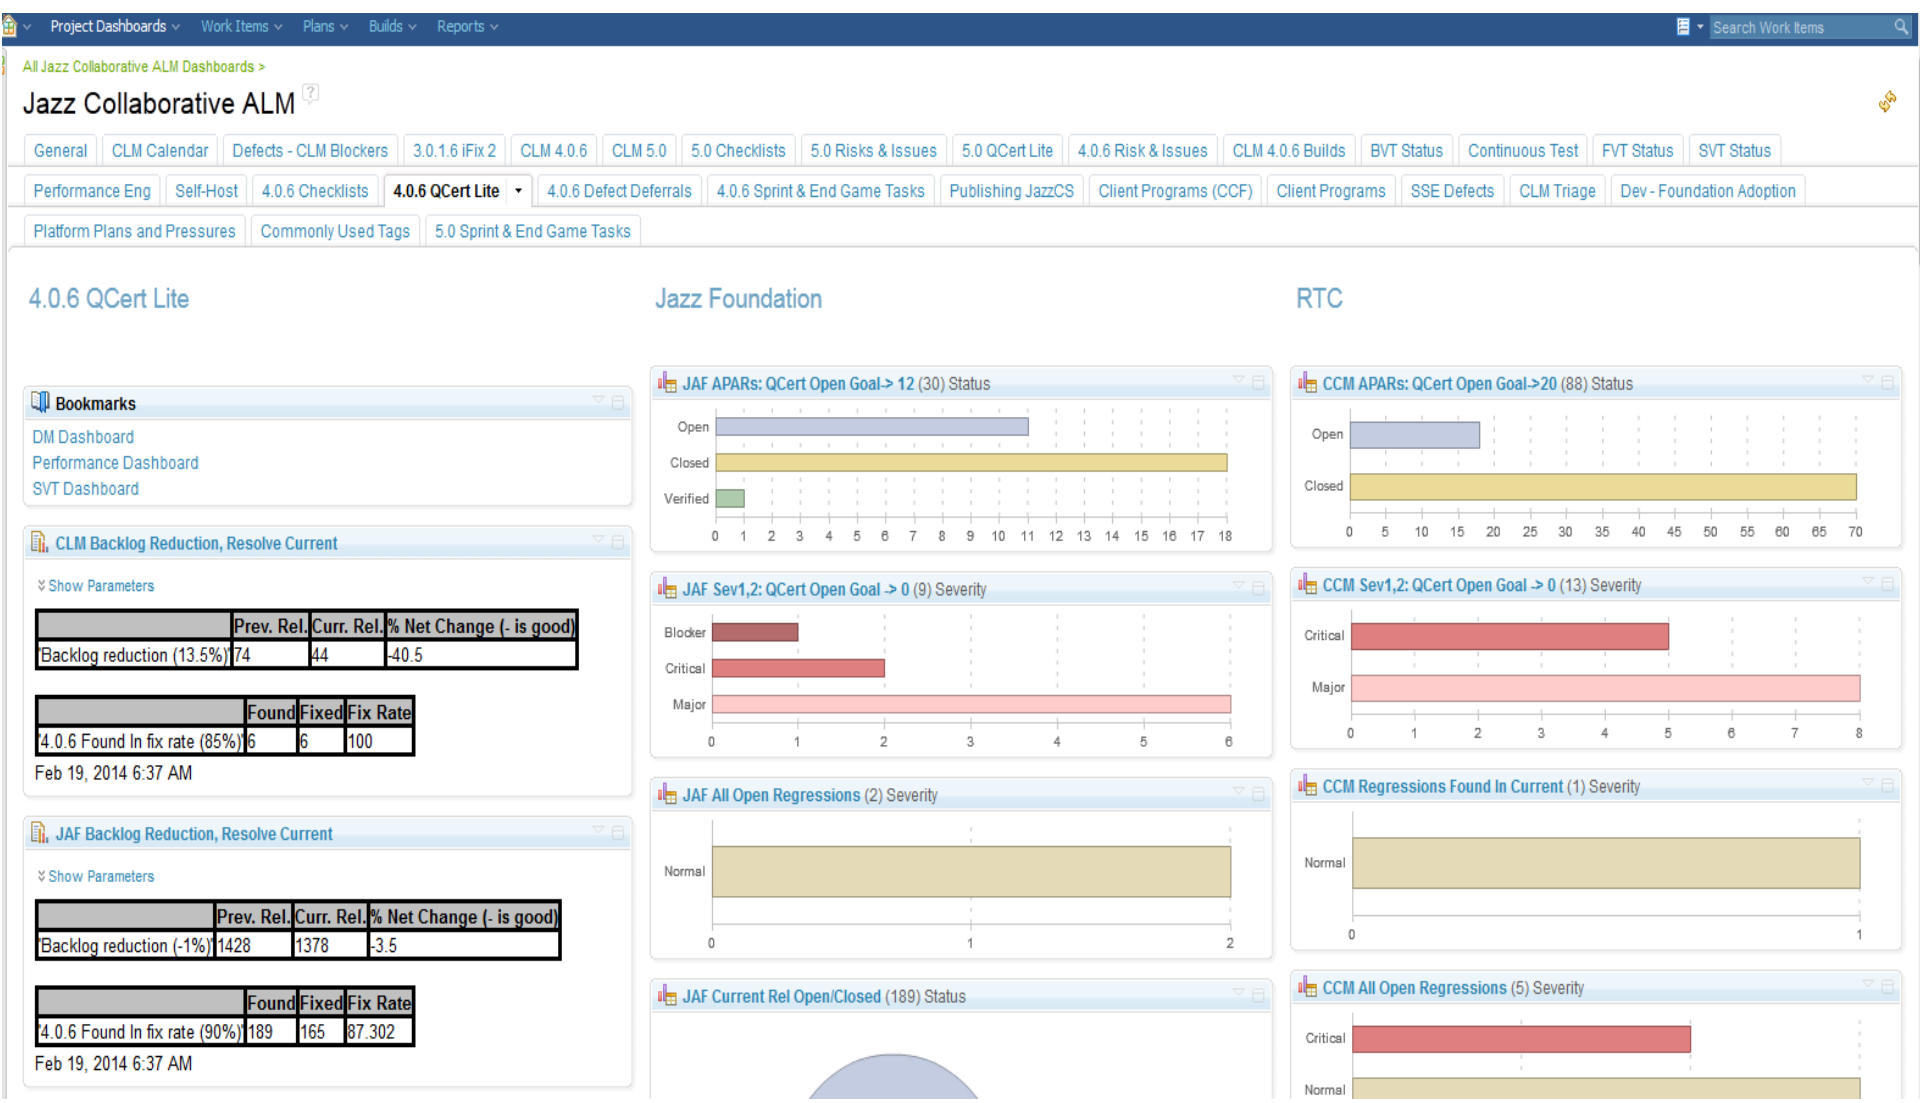 Project Dashboards Work Items Plans Builds Reports Search Work Items
All Jazz Collaborative ALM Dashboards >
Jazz Collaborative ALM ?
General CLM Calendar Defects - CLM Blockers 3.0.1.6 iFix 2 CLM 4.0.6 CLM 5.0 5.0 Checklists 5.0 Risks & Issues 5.0 QCert Lite 4.0.6 Risk & Issues CLM 4.0.6 Builds BVT Status Continuous Test FVT Status SVT Status
Performance Eng Self-Host 4.0.6 Checklists 4.0.6 QCert Lite 4.0.6 Defect Deferrals 4.0.6 Sprint & End Game Tasks Publishing JazzCS Client Programs (CCF) Client Programs SSE Defects CLM Triage Dev - Foundation Adoption
Platform Plans and Pressures Commonly Used Tags 5.0 Sprint & End Game Tasks
4.0.6 QCert Lite
Bookmarks
DM Dashboard
Performance Dashboard
SVT Dashboard
CLM Backlog Reduction, Resolve Current
Show Parameters
Prev. Rel. Curr. Rel. % Net Change (- is good)
'Backlog reduction (13.5%)' 74 44 -40.5
Found Fixed Fix Rate
'4.0.6 Found In fix rate (85%)' 6 6 100
Feb 19, 2014 6:37 AM
JAF Backlog Reduction, Resolve Current
Show Parameters
Prev. Rel. Curr. Rel. % Net Change (- is good)
'Backlog reduction (-1%)' 1428 1378 -3.5
Found Fixed Fix Rate
'4.0.6 Found In fix rate (90%)' 189 165 87.302
Feb 19, 2014 6:37 AM
Jazz Foundation
JAF APARs: QCert Open Goal-> 12 (30) Status
Open
Closed
Verified
0 1 2 3 4 5 6 7 8 9 10 11 12 13 14 15 16 17 18
JAF Sev1,2: QCert Open Goal -> 0 (9) Severity
Blocker
Critical
Major
0 1 2 3 4 5 6
JAF All Open Regressions (2) Severity
Normal
0 1 2
JAF Current Rel Open/Closed (189) Status
RTC
CCM APARs: QCert Open Goal->20 (88) Status
Open
Closed
0 5 10 15 20 25 30 35 40 45 50 55 60 65 70
CCM Sev1,2: QCert Open Goal -> 0 (13) Severity
Critical
Major
0 1 2 3 4 5 6 7 8
CCM Regressions Found In Current (1) Severity
Normal
0 1
CCM All Open Regressions (5) Severity
Critical
Normal